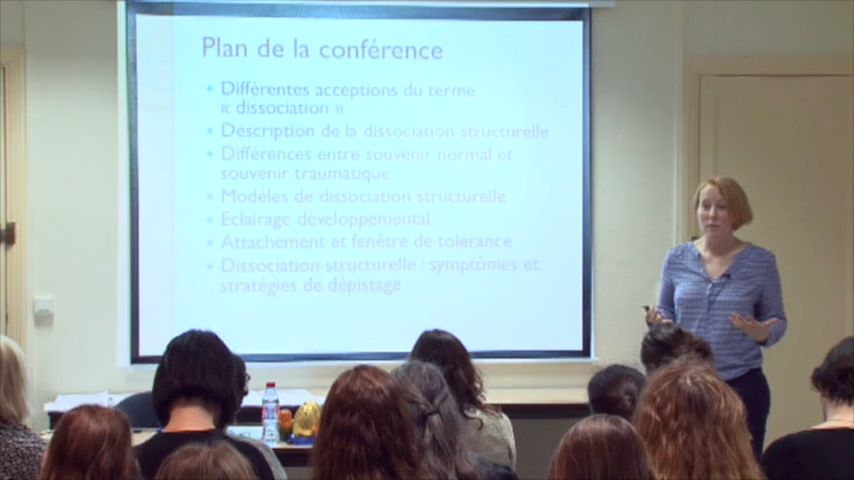 Plan de la conférence
• Différentes acceptions du terme
« dissociation »
• Description de la dissociation structurelle
• Différences entre souvenir normal et
souvenir traumatique
• Modèles de dissociation structurelle
• Eclairage développemental
• Attachement et fenêtre de tolérance
• Dissociation structurelle : symptômes et
stratégies de dépistage